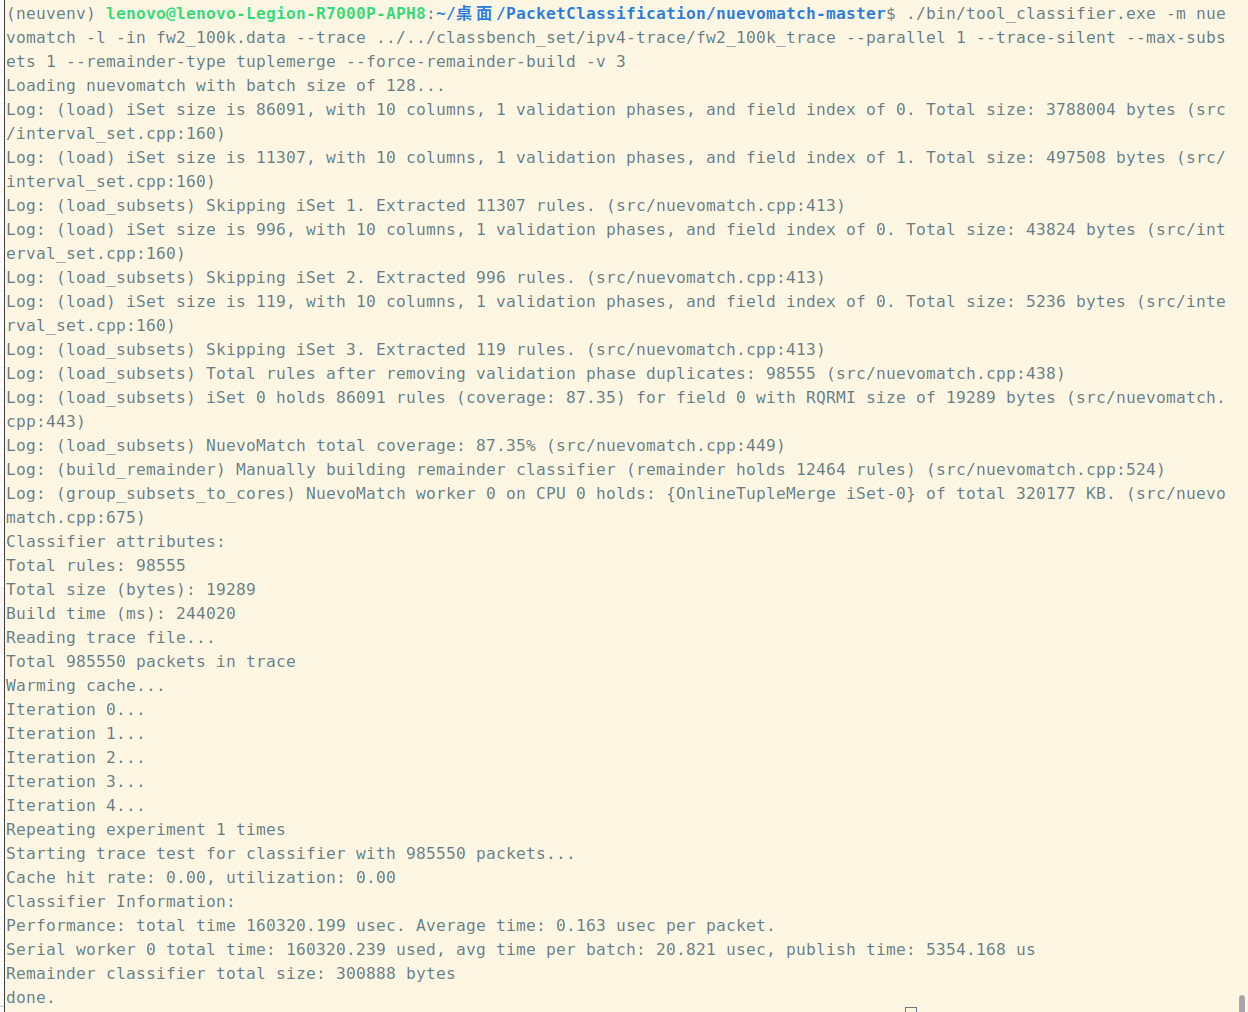 (neuvenv) lenovo@lenovo-Legion-R7000P-APH8:~/桌面/PacketClassification/nuevomatch-master$ ./bin/tool_classifier.exe -m nue
vomatch -l -in fw2_100k.data --trace ../../classbench_set/ipv4-trace/fw2_100k_trace --parallel 1 --trace-silent --max-subs
ets 1 --remainder-type tuplemerge --force-remainder-build -v 3
Loading nuevomatch with batch size of 128...
Log: (load) iSet size is 86091, with 10 columns, 1 validation phases, and field index of 0. Total size: 3788004 bytes (src
/interval_set.cpp:160)
Log: (load) iSet size is 11307, with 10 columns, 1 validation phases, and field index of 1. Total size: 497508 bytes (src/
interval_set.cpp:160)
Log: (load_subsets) Skipping iSet 1. Extracted 11307 rules. (src/nuevomatch.cpp:413)
Log: (load) iSet size is 996, with 10 columns, 1 validation phases, and field index of 0. Total size: 43824 bytes (src/int
erval_set.cpp:160)
Log: (load_subsets) Skipping iSet 2. Extracted 996 rules. (src/nuevomatch.cpp:413)
Log: (load) iSet size is 119, with 10 columns, 1 validation phases, and field index of 0. Total size: 5236 bytes (src/inte
rval_set.cpp:160)
Log: (load_subsets) Skipping iSet 3. Extracted 119 rules. (src/nuevomatch.cpp:413)
Log: (load_subsets) Total rules after removing validation phase duplicates: 98555 (src/nuevomatch.cpp:438)
Log: (load_subsets) iSet 0 holds 86091 rules (coverage: 87.35) for field 0 with RQRMI size of 19289 bytes (src/nuevomatch.
cpp:443)
Log: (load_subsets) NuevoMatch total coverage: 87.35% (src/nuevomatch.cpp:449)
Log: (build_remainder) Manually building remainder classifier (remainder holds 12464 rules) (src/nuevomatch.cpp:524)
Log: (group_subsets_to_cores) NuevoMatch worker 0 on CPU 0 holds: {OnlineTupleMerge iSet-0} of total 320177 KB. (src/nuevo
match.cpp:675)
Classifier attributes:
Total rules: 98555
Total size (bytes): 19289
Build time (ms): 244020
Reading trace file...
Total 985550 packets in trace
Warming cache...
Iteration 0...
Iteration 1...
Iteration 2...
Iteration 3...
Iteration 4...
Repeating experiment 1 times
Starting trace test for classifier with 985550 packets...
Cache hit rate: 0.00, utilization: 0.00
Classifier Information:
Performance: total time 160320.199 usec. Average time: 0.163 usec per packet.
Serial worker 0 total time: 160320.239 used, avg time per batch: 20.821 usec, publish time: 5354.168 us
Remainder classifier total size: 300888 bytes
done.